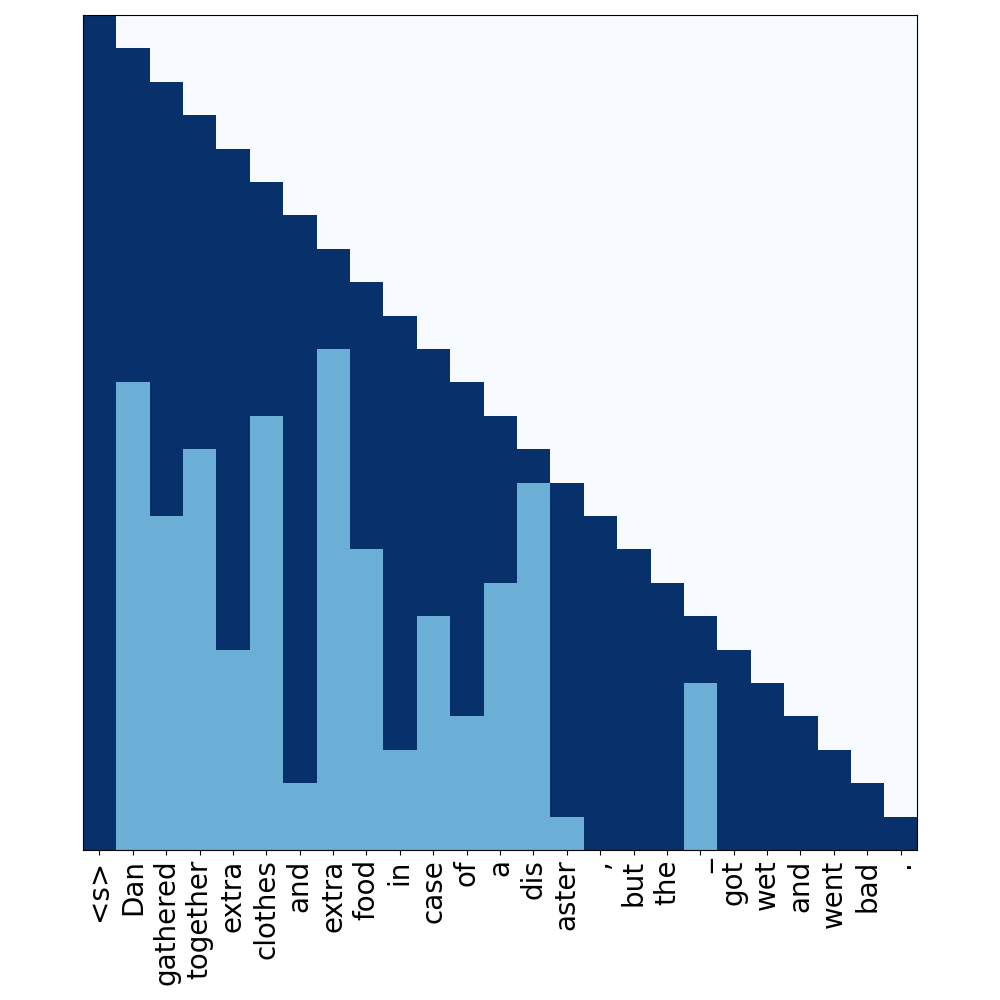 <s> Dan gathered together extra clothes and extra food in case of a dis aster , but the _ got wet and went bad .